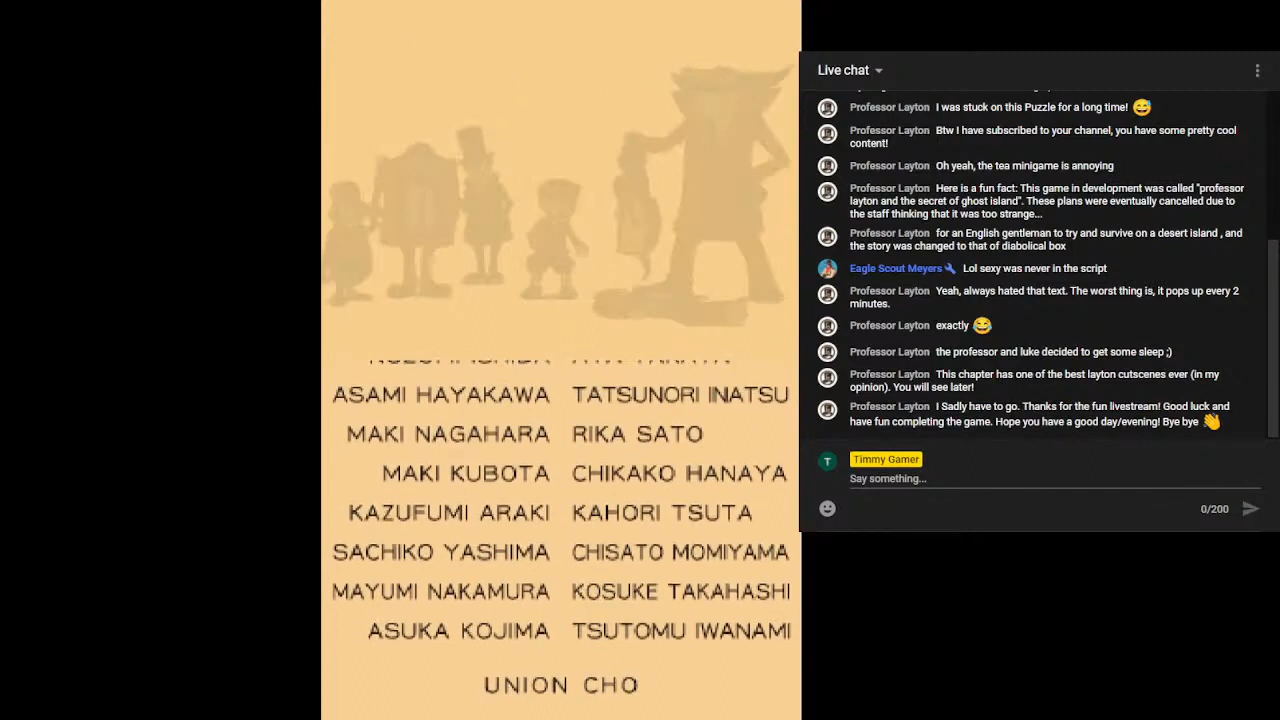 Live chat
Professor Layton I was stuck on this Puzzle for a long time! 😅
Professor Layton Btw I have subscribed to your channel, you have some pretty cool
content!
Professor Layton Oh yeah, the tea minigame is annoying
Professor Layton Here is a fun fact: This game in development was called "professor
layton and the secret of ghost island". These plans were eventually cancelled due to
the staff thinking that it was too strange...
Professor Layton for an English gentleman to try and survive on a desert island , and
the story was changed to that of diabolical box
Eagle Scout Meyers Lol sexy was never in the script
Professor Layton Yeah, always hated that text. The worst thing is, it pops up every 2
minutes.
Professor Layton exactly 😂
Professor Layton the professor and luke decided to get some sleep ;)
Professor Layton This chapter has one of the best layton cutscenes ever (in my
opinion). You will see later!
Professor Layton I Sadly have to go. Thanks for the fun livestream! Good luck and
have fun completing the game. Hope you have a good day/evening! Bye bye 👋
T Timmy Gamer
Say something...
0/200
ASAMI HAYAKAWA TATSUNORI INATSU
MAKI NAGAHARA RIKA SATO
MAKI KUBOTA CHIKAKO HANAYA
KAZUFUMI ARAKI KAHORI TSUTA
SACHIKO YASHIMA CHISATO MOMIYAMA
MAYUMI NAKAMURA KOSUKE TAKAHASHI
ASUKA KOJIMA TSUTOMU IWANAMI
UNION CHO